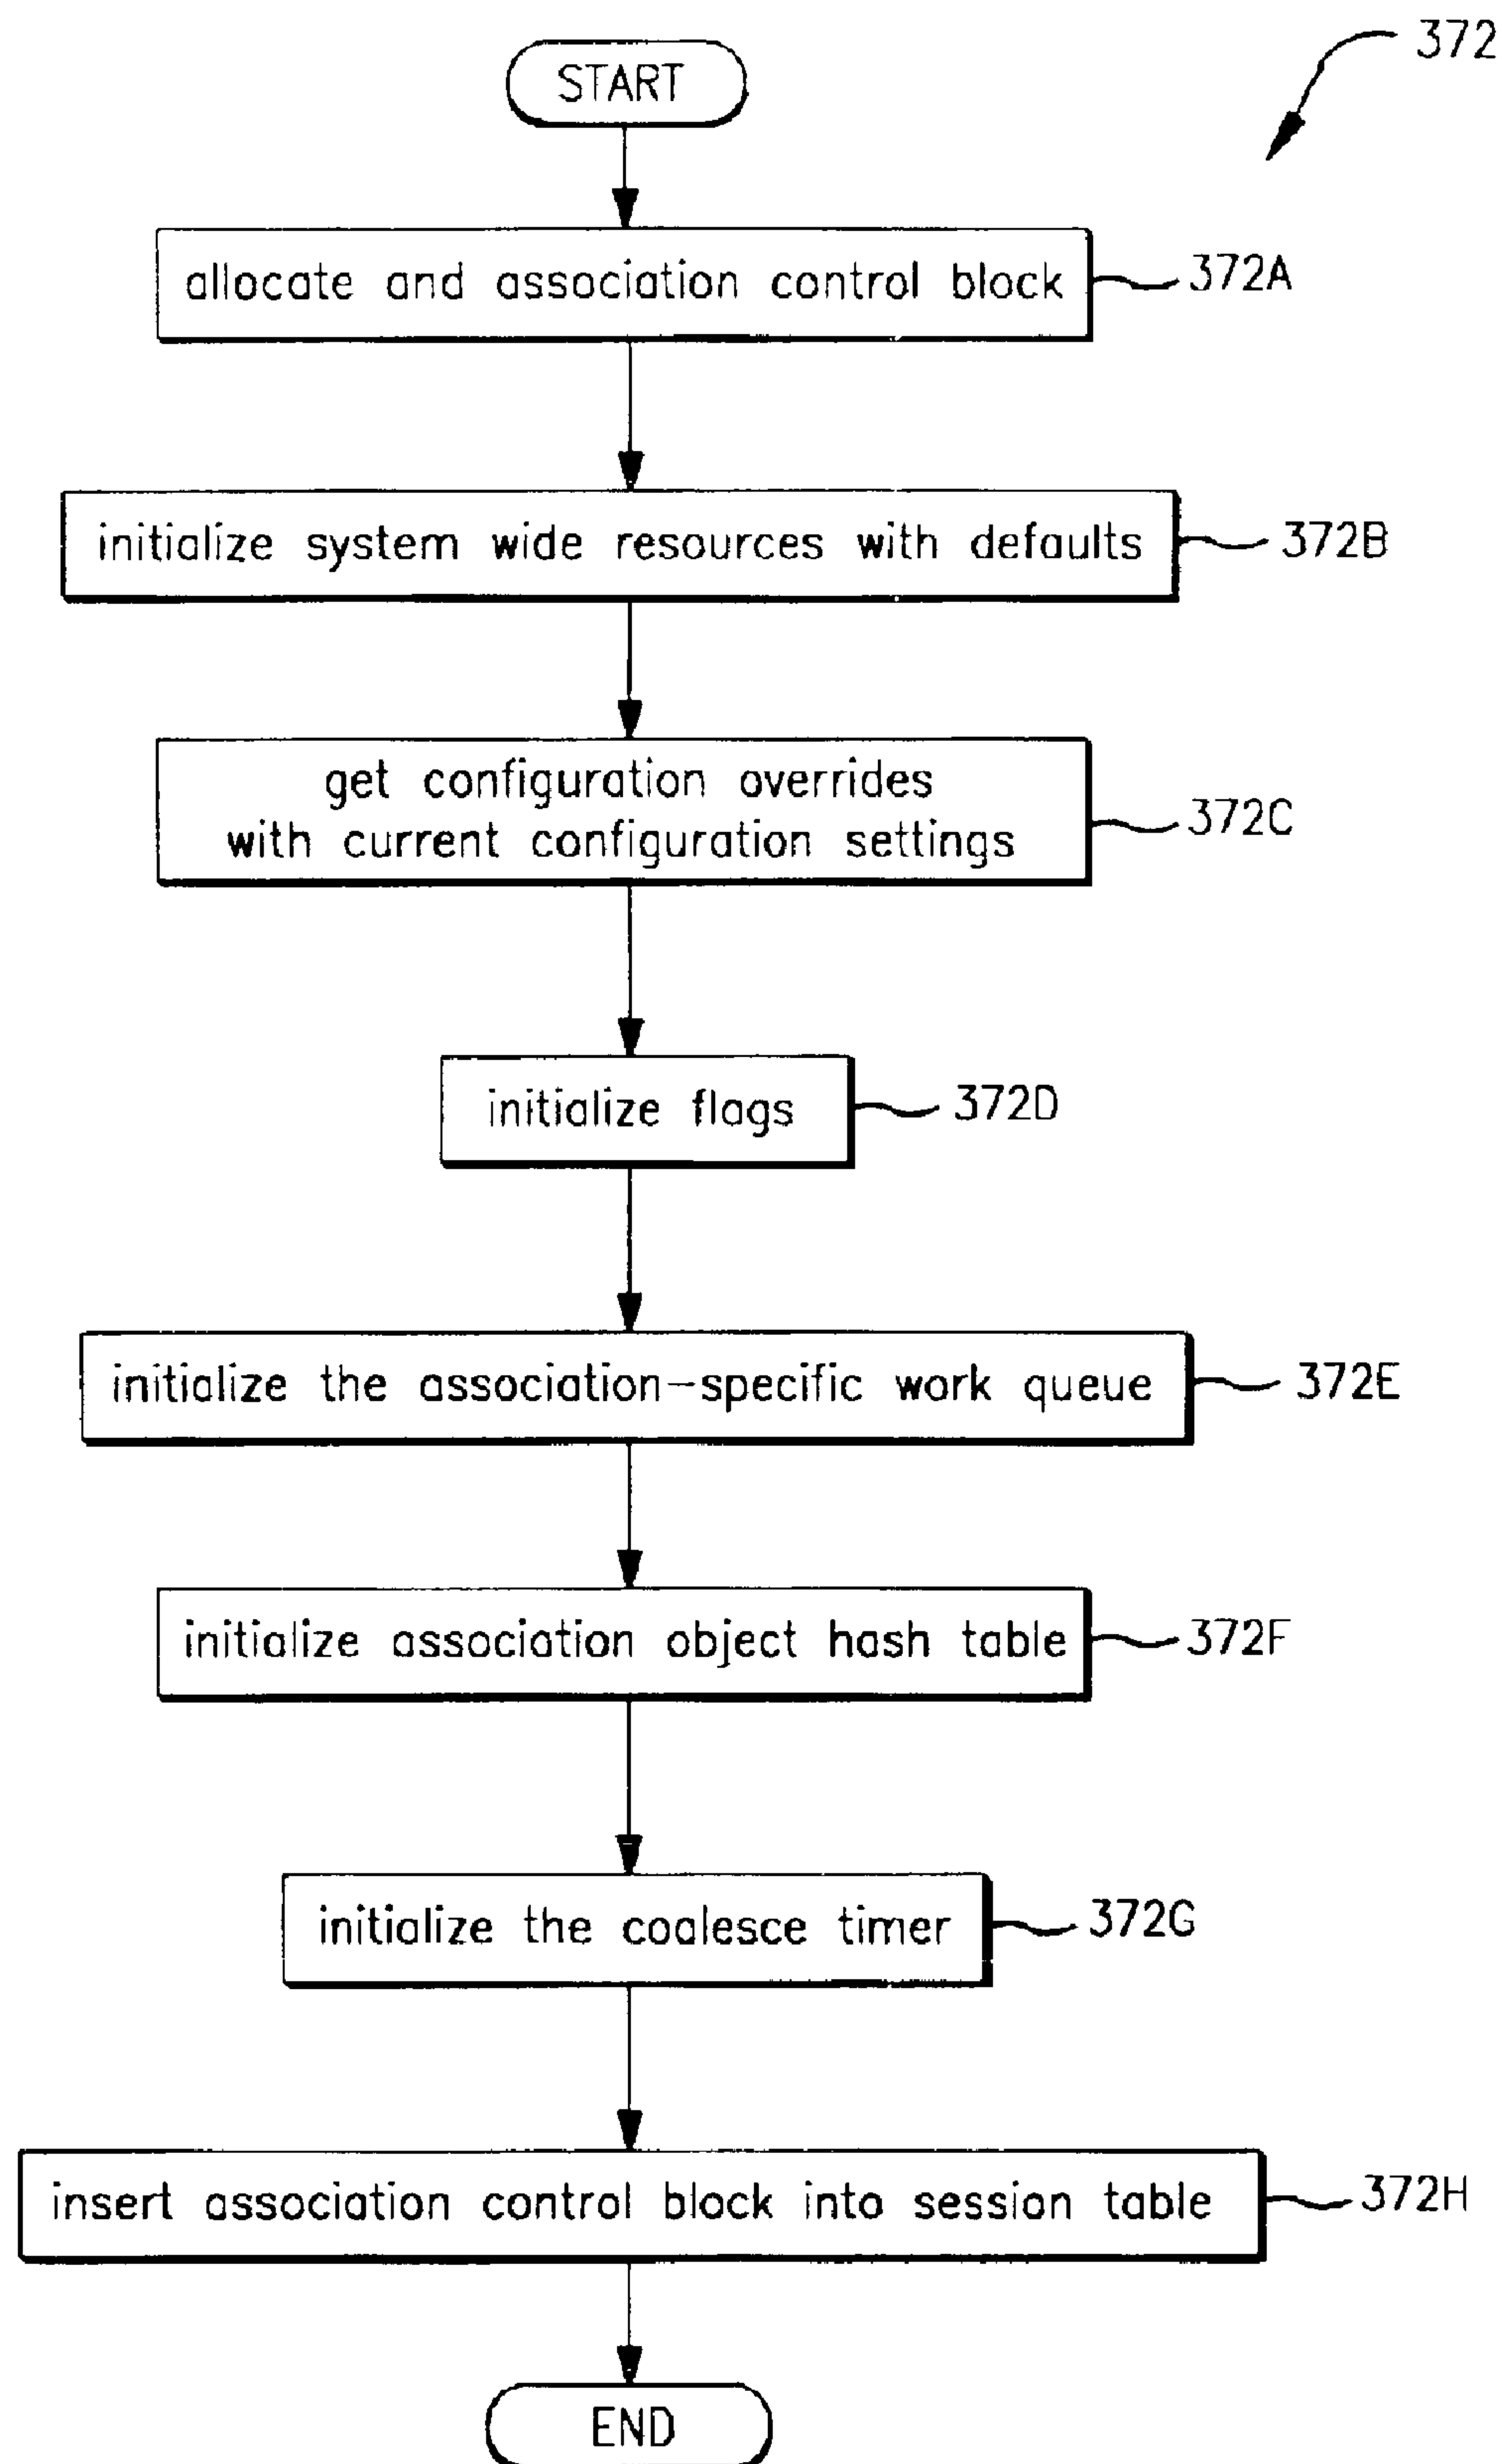 372
START
allocate and association control block
372A
initialize system wide resources with defaults
372B
get configuration overrides
with current configuration settings
372C
initialize flags
372D
initialize the association-specific work queue
372E
initialize association object hash table
372F
initialize the coalesce timer
372G
insert association control block into session table
372H
END